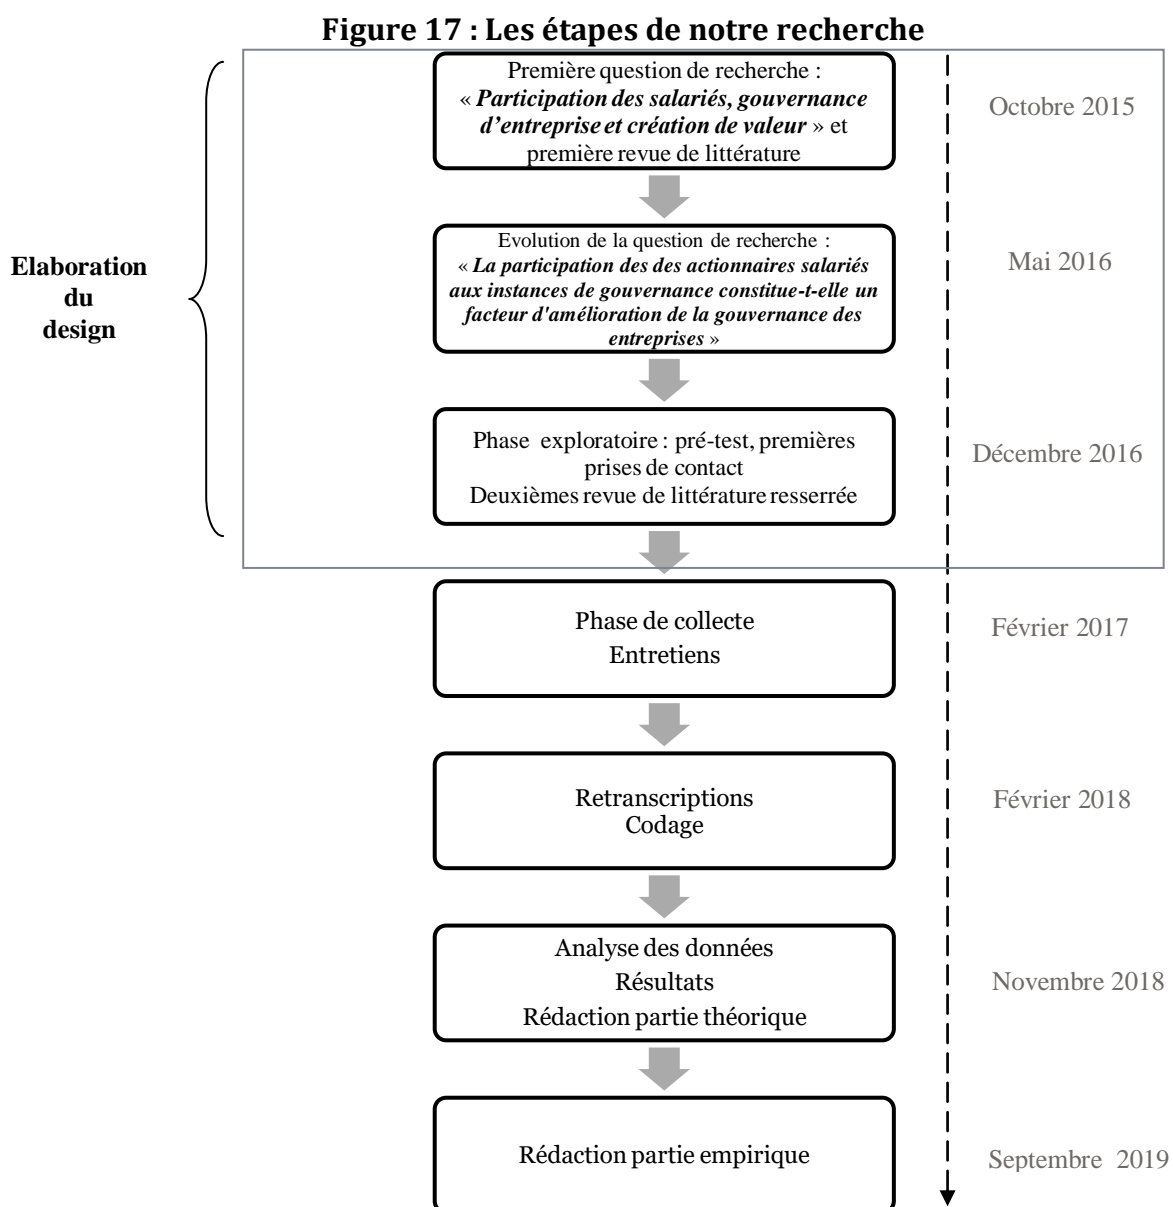 Figure 17 : Les étapes de notre recherche
Première question de recherche :
« Participation des salariés, gouvernance
d'entreprise et création de valeur » et
première revue de littérature
Octobre 2015
Evolution de la question de recherche :
« La participation des des actionnaires salariés
aux instances de gouvernance constitue-t-elle un
facteur d'amélioration de la gouvernance des
entreprises »
Mai 2016
Elaboration
du
design
Phase exploratoire : pré-test, premières
prises de contact
Deuxièmes revue de littérature resserrée
Décembre 2016
Phase de collecte
Entretiens
Février 2017
Retranscriptions
Codage
Février 2018
Analyse des données
Résultats
Rédaction partie théorique
Novembre 2018
Rédaction partie empirique
Septembre 2019